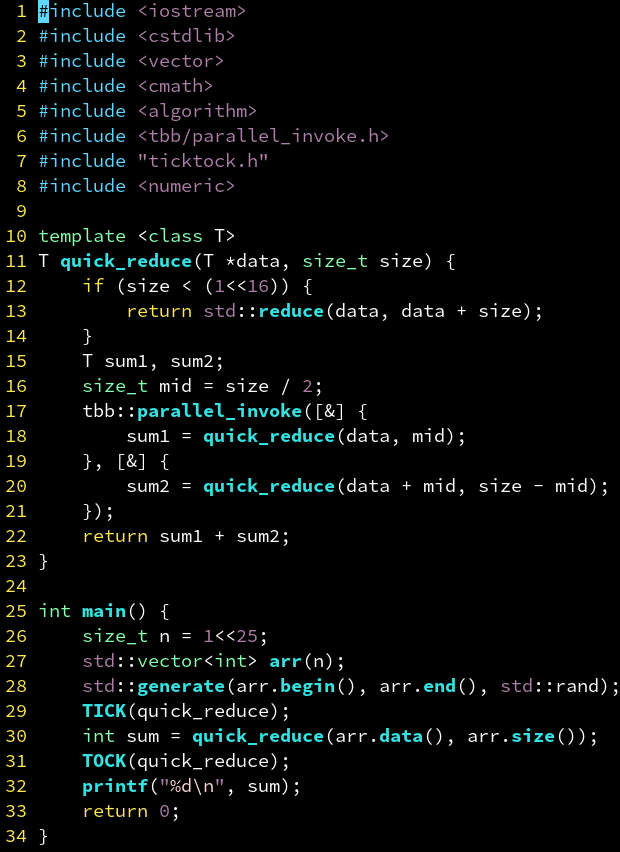 1 #include <iostream>
2 #include <cstdlib>
3 #include <vector>
4 #include <cmath>
5 #include <algorithm>
6 #include <tbb/parallel_invoke.h>
7 #include "ticktock.h"
8 #include <numeric>
9
10 template <class T>
11 T quick_reduce(T *data, size_t size) {
12     if (size < (1<<16)) {
13         return std::reduce(data, data + size);
14     }
15     T sum1, sum2;
16     size_t mid = size / 2;
17     tbb::parallel_invoke([&] {
18         sum1 = quick_reduce(data, mid);
19     }, [&] {
20         sum2 = quick_reduce(data + mid, size - mid);
21     });
22     return sum1 + sum2;
23 }
24
25 int main() {
26     size_t n = 1<<25;
27     std::vector<int> arr(n);
28     std::generate(arr.begin(), arr.end(), std::rand);
29     TICK(quick_reduce);
30     int sum = quick_reduce(arr.data(), arr.size());
31     TOCK(quick_reduce);
32     printf("%d\n", sum);
33     return 0;
34 }